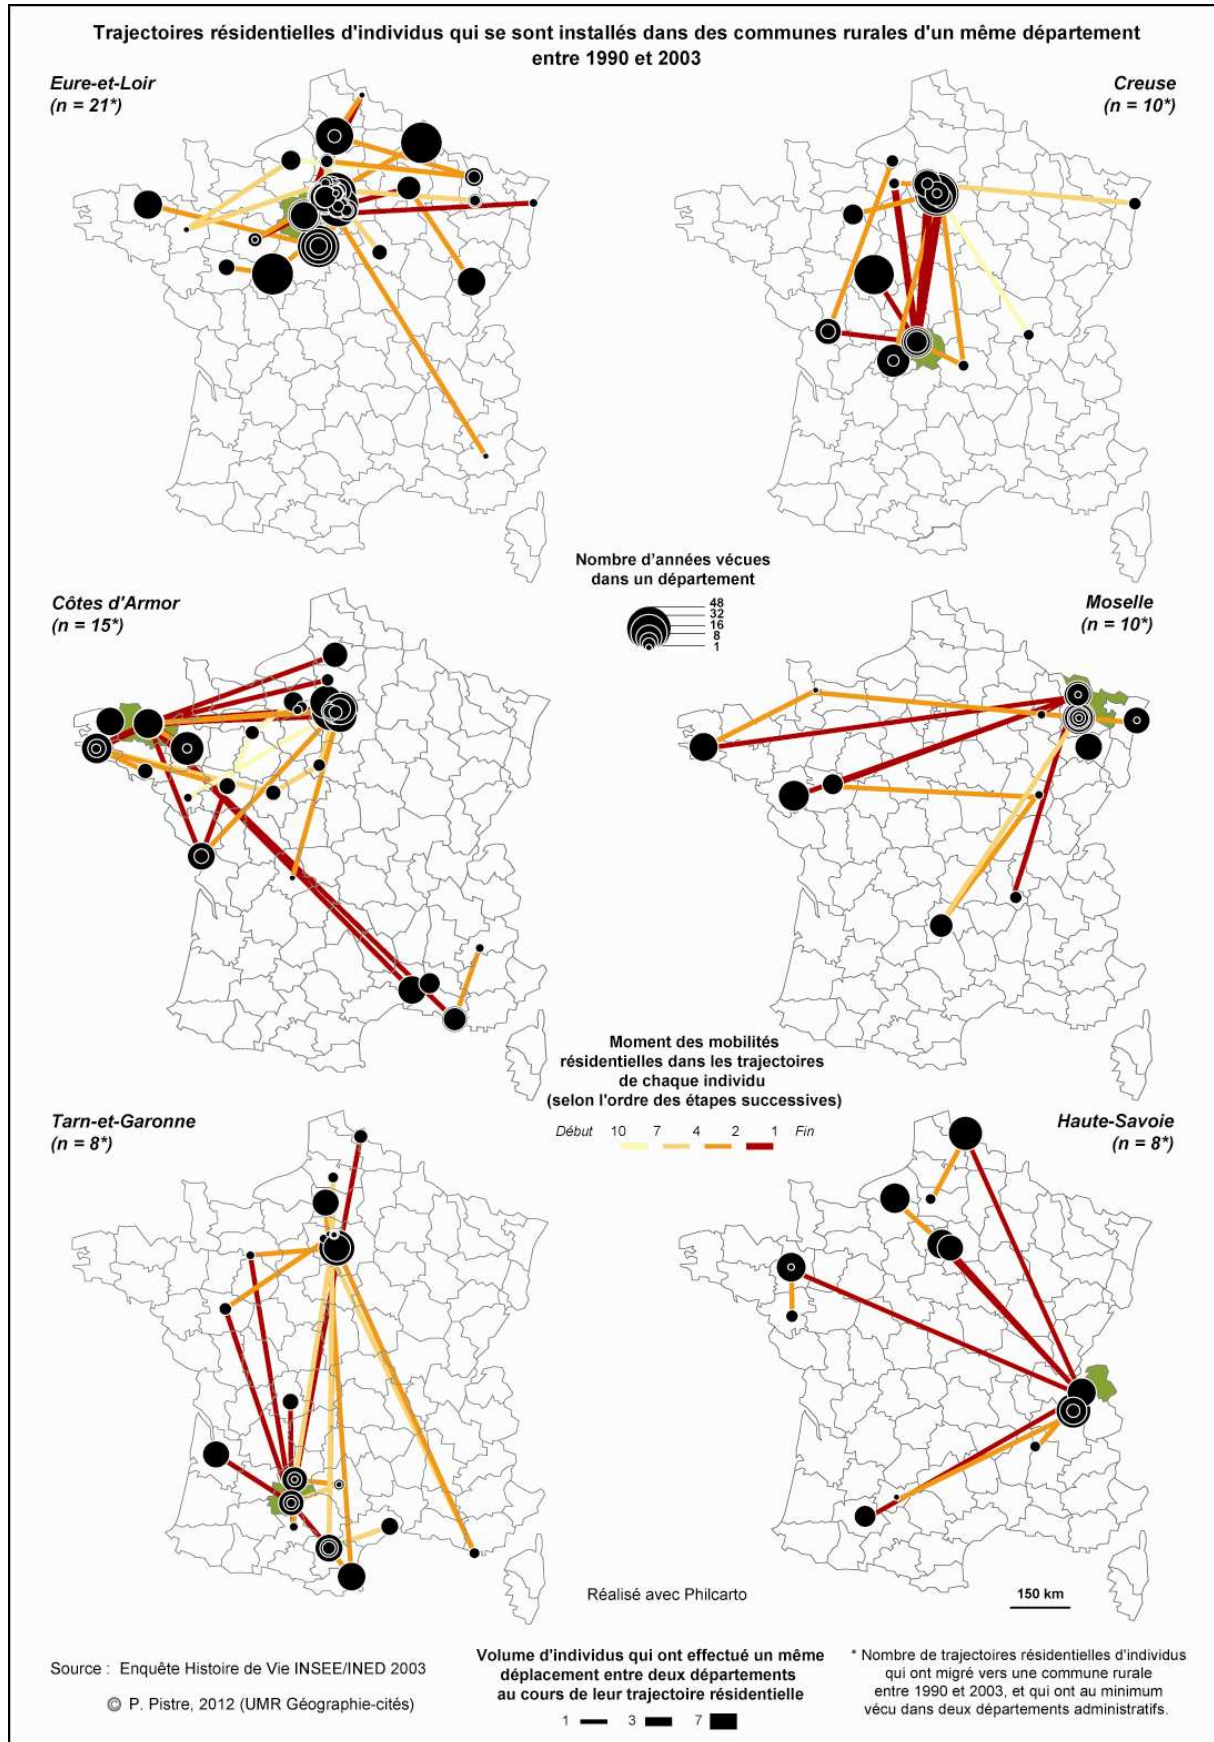 Trajectoires résidentielles d'individus qui se sont installés dans des communes rurales d'un même département
entre 1990 et 2003
Eure-et-Loir
(n = 21*)
Creuse
(n = 10*)
Nombre d'années vécues
dans un département
48
32
16
8
1
Côtes d'Armor
(n = 15*)
Moselle
(n = 10*)
Moment des mobilités
résidentielles dans les trajectoires
de chaque individu
(selon l'ordre des étapes successives)
Début 10 7 4 2 1 Fin
Tarn-et-Garonne
(n = 8*)
Haute-Savoie
(n = 8*)
Réalisé avec Philcarto
150 km
Source : Enquête Histoire de Vie INSEE/INED 2003
© P. Pistre, 2012 (UMR Géographie-cités)
Volume d'individus qui ont effectué un même
déplacement entre deux départements
au cours de leur trajectoire résidentielle
1 3 7
* Nombre de trajectoires résidentielles d'individus
qui ont migré vers une commune rurale
entre 1990 et 2003, et qui ont au minimum
vécu dans deux départements administratifs.